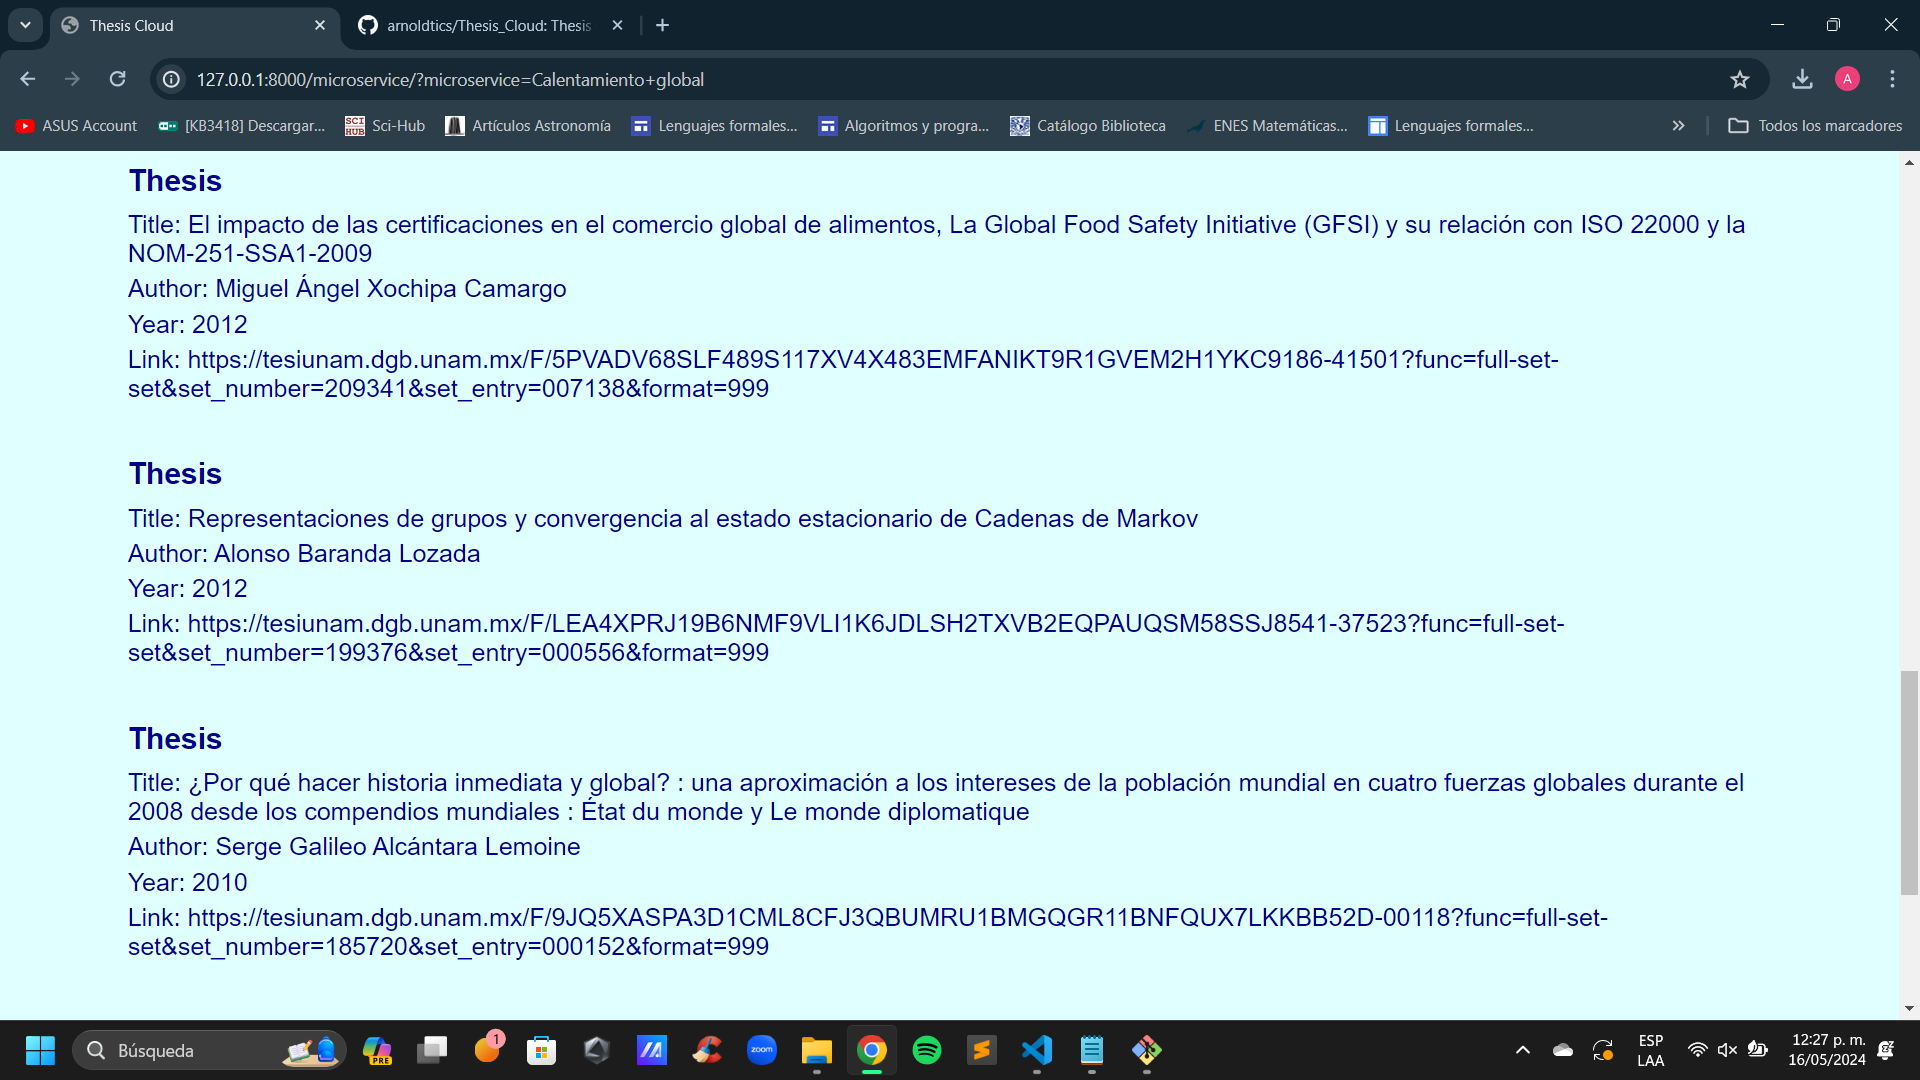 Thesis Cloud
arnoldtics/Thesis_Cloud: Thesis
127.0.0.1:8000/microservice/?microservice=Calentamiento+global
A
ASUS Account
[KB3418] Descargar...
SCI HUB
Sci-Hub
Artículos Astronomía
Lenguajes formales...
Algoritmos y progra...
Catálogo Biblioteca
ENES Matemáticas...
Lenguajes formales...
Todos los marcadores
Thesis
Title: El impacto de las certificaciones en el comercio global de alimentos, La Global Food Safety Initiative (GFSI) y su relación con ISO 22000 y la
NOM-251-SSA1-2009
Author: Miguel Ángel Xochipa Camargo
Year: 2012
Link: https://tesiunam.dgb.unam.mx/F/5PVADV68SLF489S117XV4X483EMFANIKT9R1GVEM2H1YKC9186-41501?func=full-set-
set&set_number=209341&set_entry=007138&format=999
Thesis
Title: Representaciones de grupos y convergencia al estado estacionario de Cadenas de Markov
Author: Alonso Baranda Lozada
Year: 2012
Link: https://tesiunam.dgb.unam.mx/F/LEA4XPRJ19B6NMF9VLI1K6JDLSH2TXVB2EQPAUQSM58SSJ8541-37523?func=full-set-
set&set_number=199376&set_entry=000556&format=999
Thesis
Title: ¿Por qué hacer historia inmediata y global? : una aproximación a los intereses de la población mundial en cuatro fuerzas globales durante el
2008 desde los compendios mundiales : État du monde y Le monde diplomatique
Author: Serge Galileo Alcántara Lemoine
Year: 2010
Link: https://tesiunam.dgb.unam.mx/F/9JQ5XASPA3D1CML8CFJ3QBUMRU1BMGQGR11BNFQUX7LKKBB52D-00118?func=full-set-
set&set_number=185720&set_entry=000152&format=999
Búsqueda
PRE
1
zoom
ESP
LAA
12:27 p. m.
16/05/2024